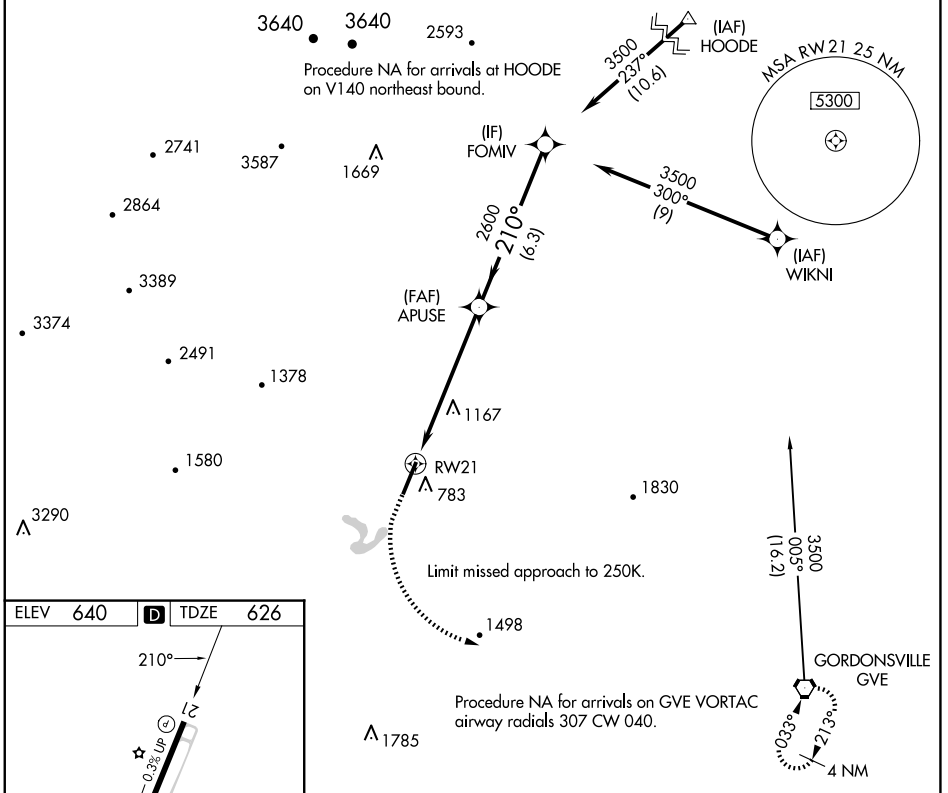 3640
3640
2593
(IAF)
HOODE
3500
237°
(10.6)
Procedure NA for arrivals at HOODE
on V140 northeast bound.
MSA RW 21 25 NM
5300
(IF)
FOMIV
2741
3587
1669
2864
3500
300°
(9)
2600
210°
(6.3)
(IAF)
WIKNI
3389
(FAF)
APUSE
3374
2491
1378
1167
1580
RW21
783
1830
3290
3500
005°
(16.2)
Limit missed approach to 250K.
1498
ELEV 640 D TDZE 626
210°
21
P
0.3% UP
GORDONSVILLE
GVE
Procedure NA for arrivals on GVE VORTAC
airway radials 307 CW 040.
1785
033°
213°
4 NM